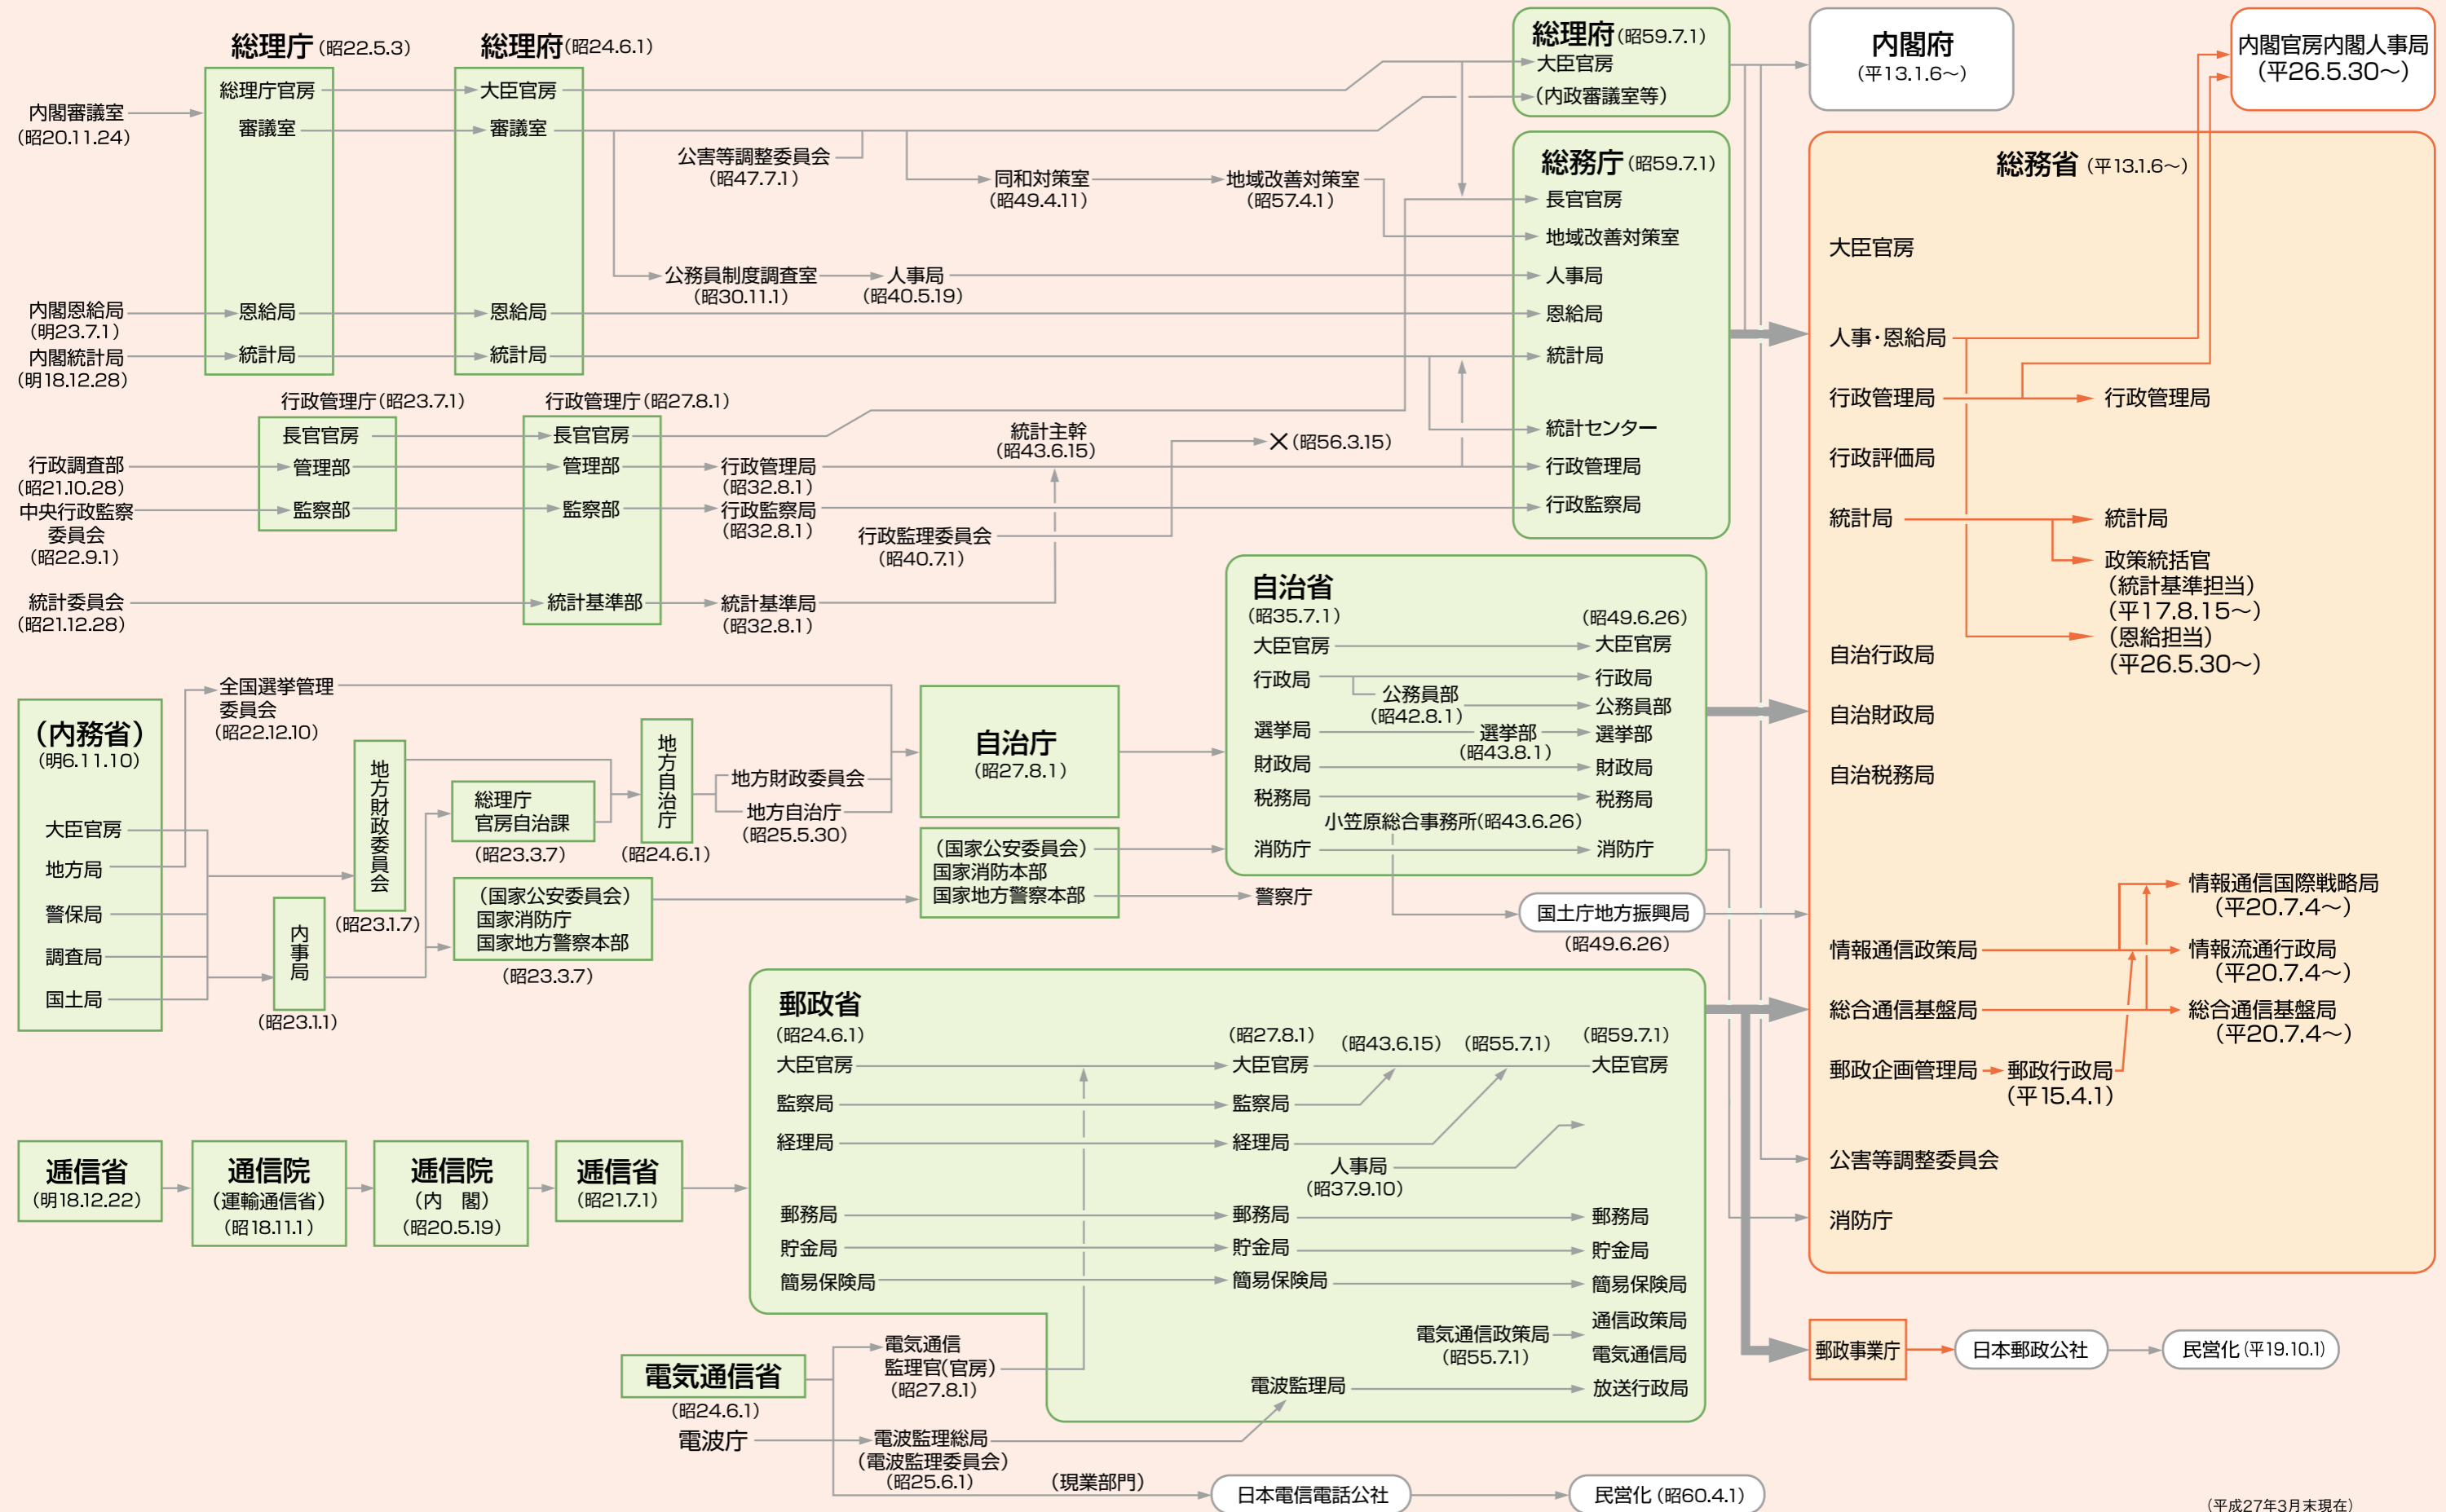 総理庁(昭22.5.3)
総理庁官房
審議室
恩給局
統計局
内閣審議室
(昭20.11.24)
内閣恩給局
(明23.7.1)
内閣統計局
(明18.12.28)
総理府(昭24.6.1)
大臣官房
審議室
恩給局
統計局
公害等調整委員会
(昭47.7.1)
同和対策室
(昭49.4.11)
地域改善対策室
(昭57.4.1)
公務員制度調査室
(昭30.11.1)
人事局
(昭40.5.19)
行政管理庁(昭23.7.1)
長官官房
管理部
監察部
行政調査部
(昭21.10.28)
中央行政監察
委員会
(昭22.9.1)
統計委員会
(昭21.12.28)
行政管理庁(昭27.8.1)
長官官房
管理部
監察部
統計基準部
行政管理局
(昭32.8.1)
行政監察局
(昭32.8.1)
統計基準局
(昭32.8.1)
統計主幹
(昭43.6.15)
行政監理委員会
(昭40.7.1)
×(昭56.3.15)
総理府(昭59.7.1)
大臣官房
(内政審議室等)
総務庁(昭59.7.1)
長官官房
地域改善対策室
人事局
恩給局
統計局
統計センター
行政管理局
行政監察局
内閣府
(平13.1.6～)
内閣官房内閣人事局
(平26.5.30～)
総務省(平13.1.6～)
大臣官房
人事・恩給局
行政管理局
行政管理局
行政評価局
統計局
統計局
政策統括官
(統計基準担当)
(平17.8.15～)
(恩給担当)
(平26.5.30～)
自治行政局
自治財政局
自治税務局
情報通信政策局
総合通信基盤局
郵政企画管理局
郵政行政局
(平15.4.1)
情報通信国際戦略局
(平20.7.4～)
情報流通行政局
(平20.7.4～)
総合通信基盤局
(平20.7.4～)
公害等調整委員会
消防庁
(内務省)
(明6.11.10)
大臣官房
地方局
警保局
調査局
国土局
全国選挙管理
委員会
(昭22.12.10)
内事局
(昭23.1.1)
地方財政委員会
(昭23.1.7)
総理庁
官房自治課
(昭23.3.7)
(国家公安委員会)
国家消防庁
国家地方警察本部
(昭23.3.7)
地方自治庁
(昭24.6.1)
地方財政委員会
地方自治庁
(昭25.5.30)
自治庁
(昭27.8.1)
(国家公安委員会)
国家消防本部
国家地方警察本部
警察庁
自治省
(昭35.7.1)
(昭49.6.26)
大臣官房
大臣官房
行政局
行政局
公務員部
(昭42.8.1)
公務員部
選挙局
選挙部
(昭43.8.1)
選挙部
財政局
財政局
税務局
税務局
小笠原総合事務所(昭43.6.26)
消防庁
消防庁
国土庁地方振興局
(昭49.6.26)
逓信省
(明18.12.22)
通信院
(運輸通信省)
(昭18.11.1)
逓信院
(内　閣)
(昭20.5.19)
逓信省
(昭21.7.1)
郵政省
(昭24.6.1)
(昭27.8.1)
(昭43.6.15)
(昭55.7.1)
(昭59.7.1)
大臣官房
大臣官房
大臣官房
監察局
監察局
経理局
経理局
人事局
(昭37.9.10)
郵務局
郵務局
郵務局
貯金局
貯金局
貯金局
簡易保険局
簡易保険局
簡易保険局
通信政策局
電気通信政策局
(昭55.7.1)
電気通信局
電波監理局
放送行政局
電気通信省
(昭24.6.1)
電気通信
監理官(官房)
(昭27.8.1)
電波庁
電波監理総局
(電波監理委員会)
(昭25.6.1)
(現業部門)
日本電信電話公社
民営化(昭60.4.1)
郵政事業庁
日本郵政公社
民営化(平19.10.1)
(平成27年3月末現在)